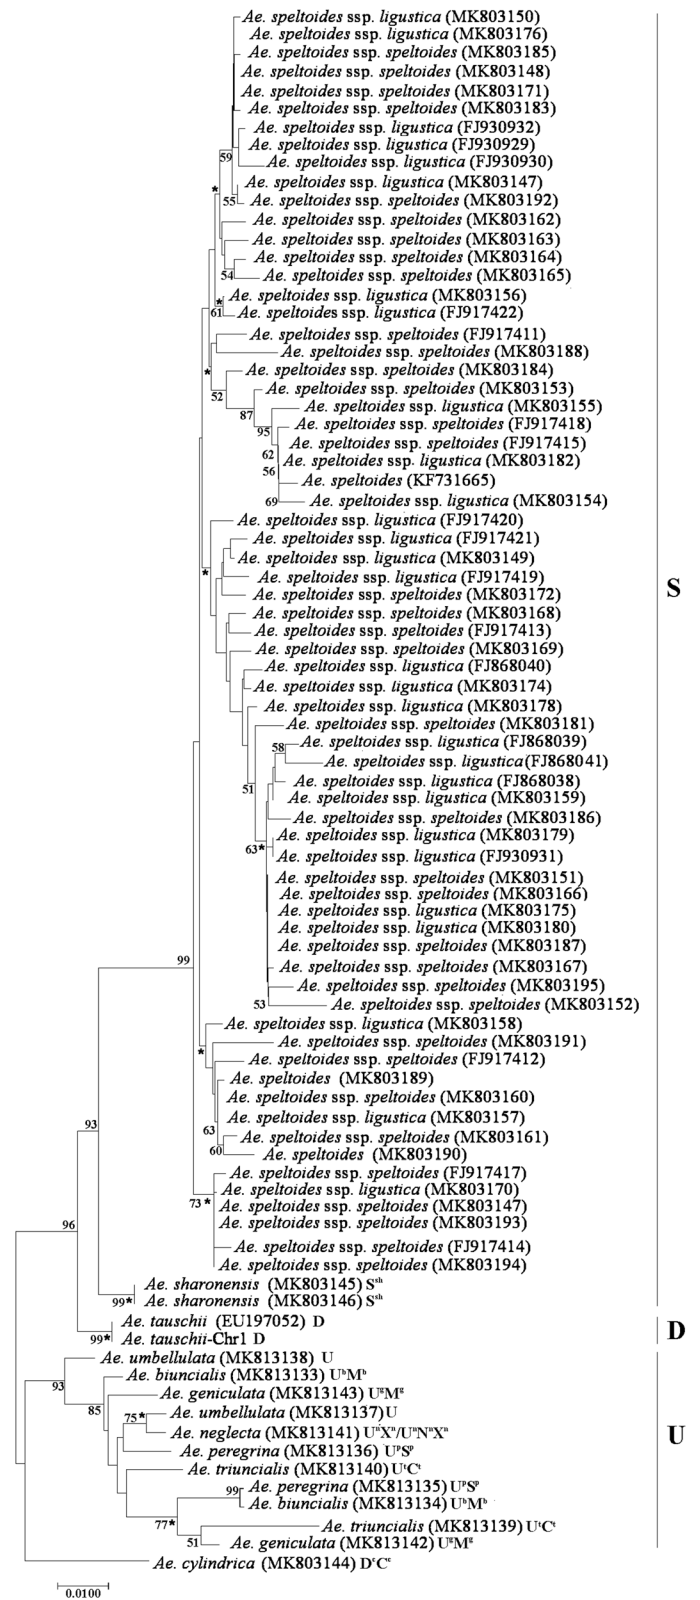 Ae. speltoides ssp. ligustica (MK803150)
Ae. speltoides ssp. ligustica (MK803176)
Ae. speltoides ssp. speltoides (MK803185)
Ae. speltoides ssp. speltoides (MK803148)
Ae. speltoides ssp. speltoides (MK803171)
Ae. speltoides ssp. speltoides (MK803183)
Ae. speltoides ssp. ligustica (FJ930932)
Ae. speltoides ssp. ligustica (FJ930929)
59 Ae. speltoides ssp. ligustica (FJ930930)
Ae. speltoides ssp. ligustica (MK803147)
* 55 Ae. speltoides ssp. speltoides (MK803192)
Ae. speltoides ssp. speltoides (MK803162)
Ae. speltoides ssp. speltoides (MK803163)
Ae. speltoides ssp. speltoides (MK803164)
54 Ae. speltoides ssp. speltoides (MK803165)
* Ae. speltoides ssp. ligustica (MK803156)
61 Ae. speltoides ssp. ligustica (FJ917422)
Ae. speltoides ssp. speltoides (FJ917411)
Ae. speltoides ssp. speltoides (MK803188)
* Ae. speltoides ssp. speltoides (MK803184)
52 Ae. speltoides ssp. speltoides (MK803153)
87 Ae. speltoides ssp. ligustica (MK803155)
95 Ae. speltoides ssp. speltoides (FJ917418)
Ae. speltoides ssp. speltoides (FJ917415)
62 Ae. speltoides ssp. ligustica (MK803182)
56 Ae. speltoides (KF731665)
69 Ae. speltoides ssp. ligustica (MK803154)
Ae. speltoides ssp. ligustica (FJ917420)
Ae. speltoides ssp. ligustica (FJ917421)
Ae. speltoides ssp. ligustica (MK803149)
* Ae. speltoides ssp. ligustica (FJ917419)
S
Ae. speltoides ssp. speltoides (MK803172)
Ae. speltoides ssp. speltoides (MK803168)
Ae. speltoides ssp. speltoides (FJ917413)
Ae. speltoides ssp. speltoides (MK803169)
Ae. speltoides ssp. ligustica (FJ868040)
Ae. speltoides ssp. ligustica (MK803174)
Ae. speltoides ssp. ligustica (MK803178)
Ae. speltoides ssp. speltoides (MK803181)
58 Ae. speltoides ssp. ligustica (FJ868039)
Ae. speltoides ssp. ligustica(FJ868041)
51 Ae. speltoides ssp. ligustica (FJ868038)
Ae. speltoides ssp. ligustica (MK803159)
Ae. speltoides ssp. speltoides (MK803186)
Ae. speltoides ssp. ligustica (MK803179)
63* Ae. speltoides ssp. ligustica (FJ930931)
Ae. speltoides ssp. speltoides (MK803151)
Ae. speltoides ssp. speltoides (MK803166)
Ae. speltoides ssp. ligustica (MK803175)
Ae. speltoides ssp. ligustica (MK803180)
Ae. speltoides ssp. speltoides (MK803187)
99 Ae. speltoides ssp. speltoides (MK803167)
Ae. speltoides ssp. speltoides (MK803195)
53 Ae. speltoides ssp. speltoides (MK803152)
Ae. speltoides ssp. ligustica (MK803158)
* Ae. speltoides ssp. speltoides (MK803191)
Ae. speltoides ssp. speltoides (FJ917412)
Ae. speltoides (MK803189)
Ae. speltoides ssp. speltoides (MK803160)
93 Ae. speltoides ssp. ligustica (MK803157)
63 Ae. speltoides ssp. speltoides (MK803161)
60 Ae. speltoides (MK803190)
Ae. speltoides ssp. speltoides (FJ917417)
Ae. speltoides ssp. ligustica (MK803170)
73* Ae. speltoides ssp. speltoides (MK803147)
96 Ae. speltoides ssp. speltoides (MK803193)
Ae. speltoides ssp. speltoides (FJ917414)
Ae. speltoides ssp. speltoides (MK803194)
Ae. sharonensis (MK803145) Sˢʰ
99* Ae. sharonensis (MK803146) Sˢʰ
Ae. tauschii (EU197052) D
D
99* Ae. tauschii-Chr1 D
Ae. umbellulata (MK813138) U
93 Ae. biuncialis (MK813133) UᵇMᵇ
Ae. geniculata (MK813143) UᵍMᵍ
85 75* Ae. umbellulata (MK813137)U
Ae. neglecta (MK813141) UⁿXⁿ/UⁿNⁿXⁿ
U
Ae. peregrina (MK813136) UᵖSᵖ
Ae. triuncialis (MK813140) UᵗCᵗ
99 Ae. peregrina (MK813135) UᵖSᵖ
Ae. biuncialis (MK813134) UᵇMᵇ
77* Ae. triuncialis (MK813139) UᵗCᵗ
51 Ae. geniculata (MK813142) UᵍMᵍ
Ae. cylindrica (MK803144) DᶜCᶜ
0.0100